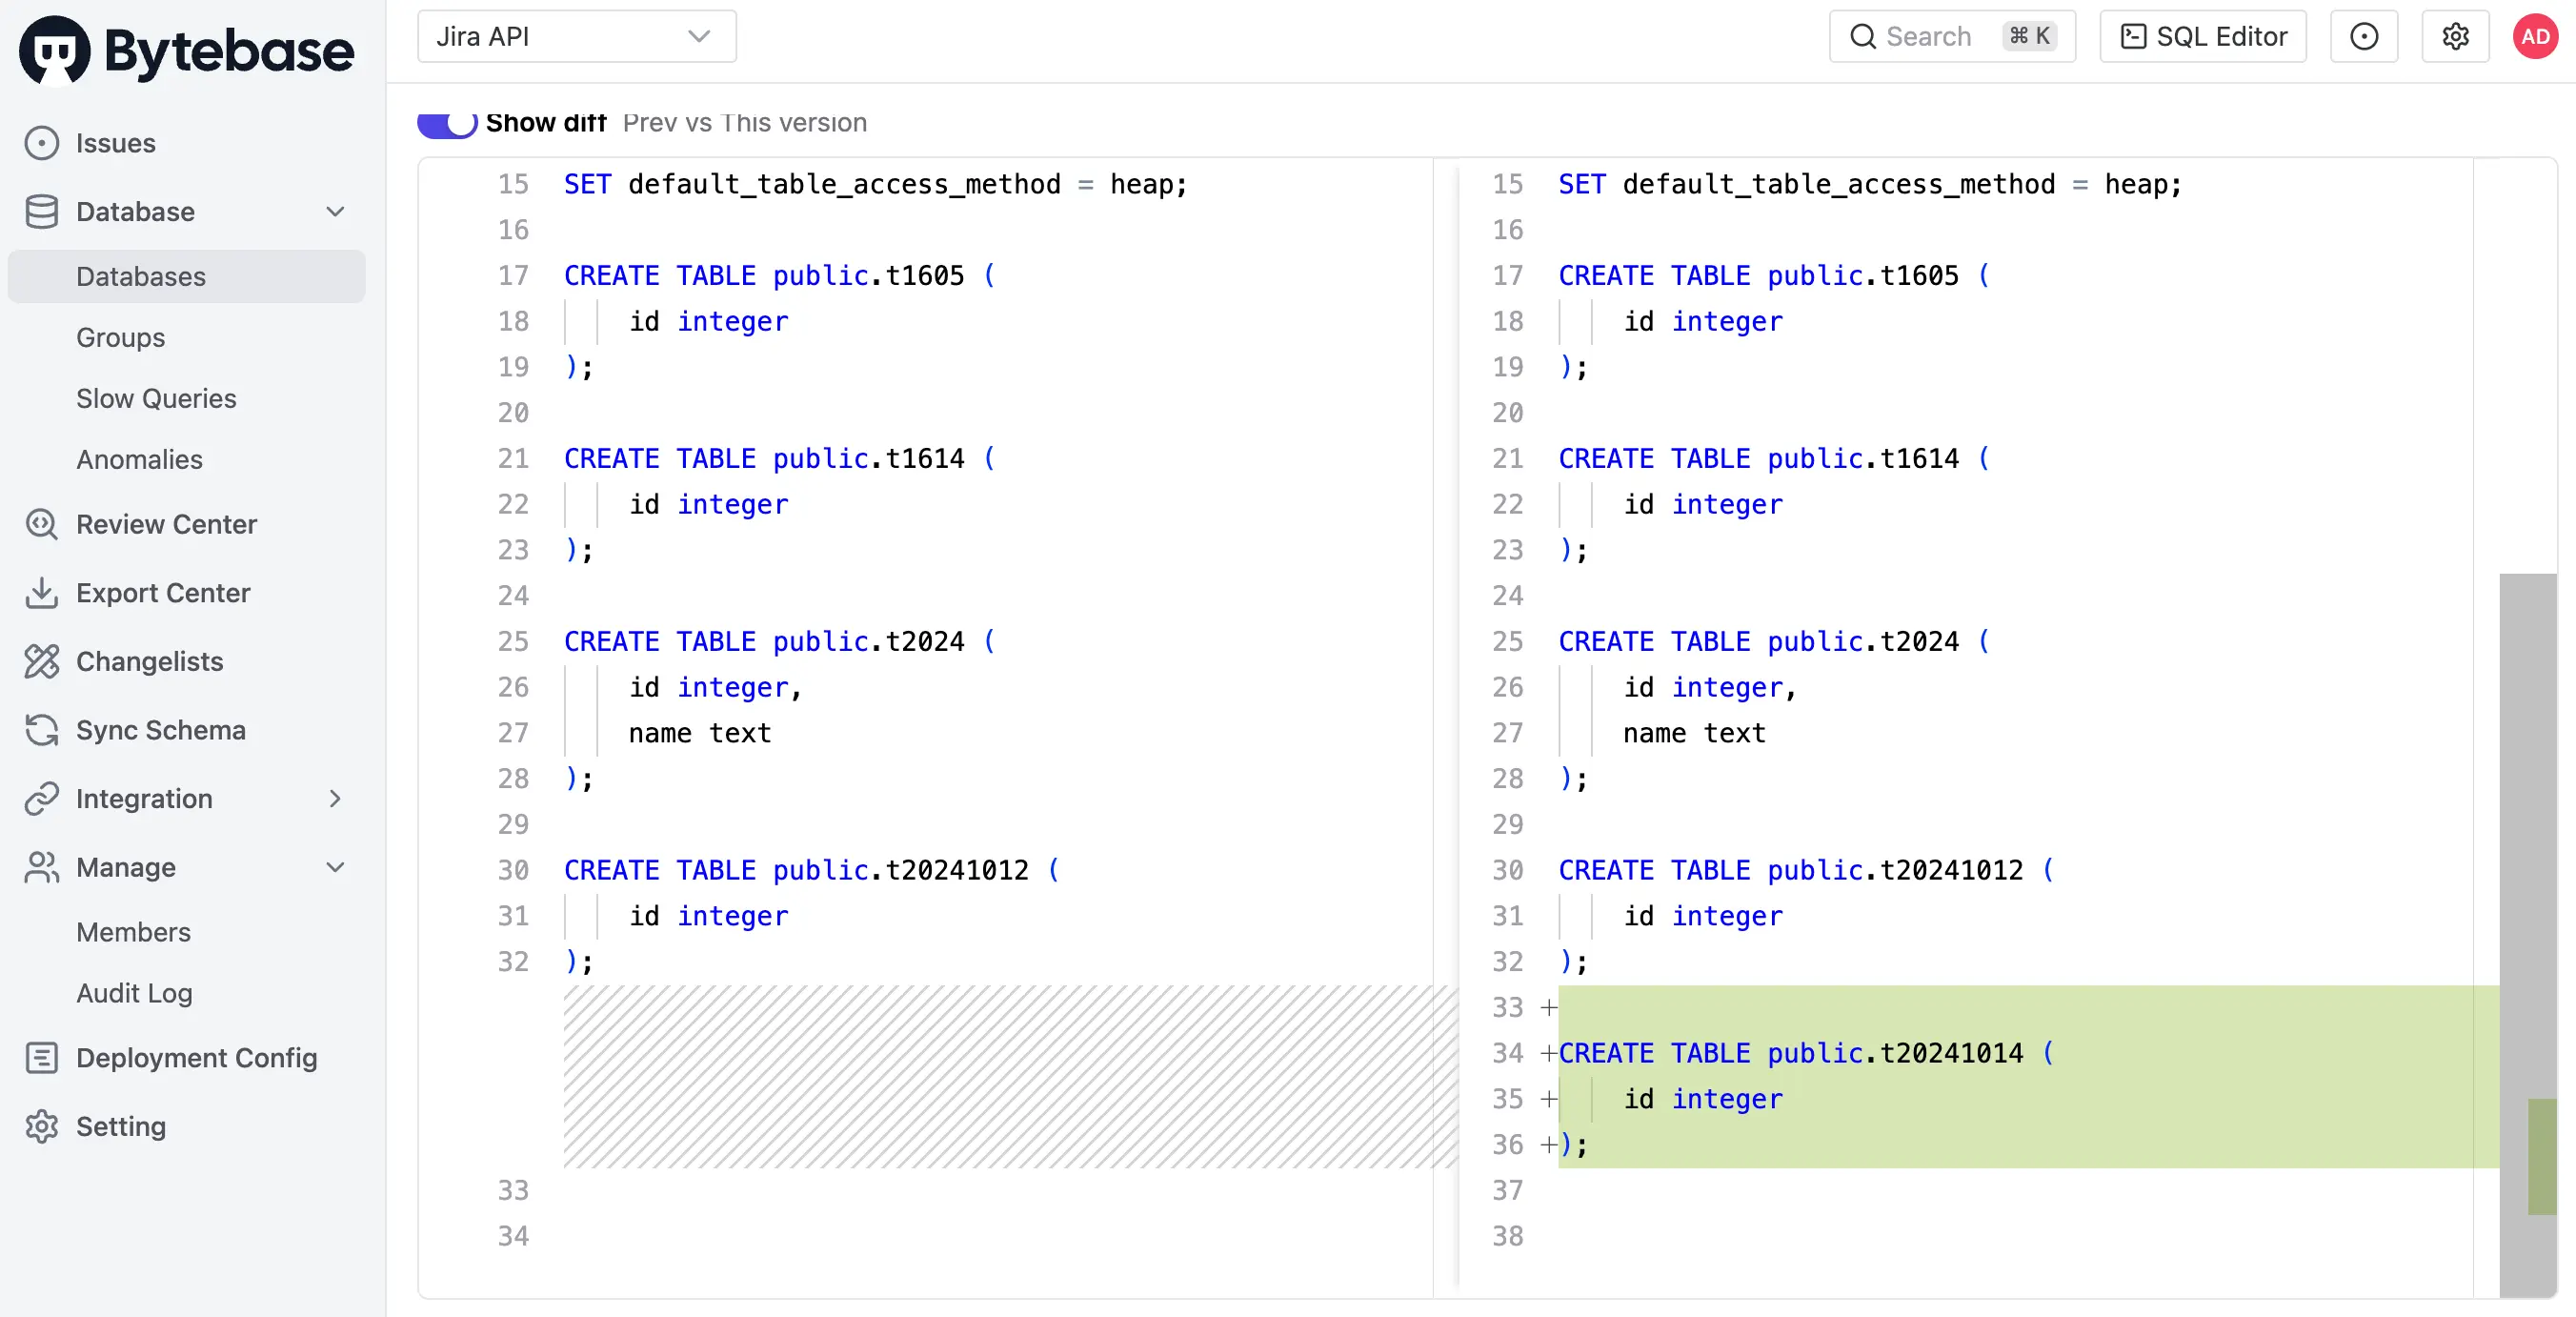 Bytebase
Jira API
Search ⌘ K
SQL Editor
AD
Issues
Database
Databases
Groups
Slow Queries
Anomalies
Review Center
Export Center
Changelists
Sync Schema
Integration
Manage
Members
Audit Log
Deployment Config
Setting
Show diff Prev vs This version
15 SET default_table_access_method = heap;
16
17 CREATE TABLE public.t1605 (
18 id integer
19 );
20
21 CREATE TABLE public.t1614 (
22 id integer
23 );
24
25 CREATE TABLE public.t2024 (
26 id integer,
27 name text
28 );
29
30 CREATE TABLE public.t20241012 (
31 id integer
32 );
33
34
15 SET default_table_access_method = heap;
16
17 CREATE TABLE public.t1605 (
18 id integer
19 );
20
21 CREATE TABLE public.t1614 (
22 id integer
23 );
24
25 CREATE TABLE public.t2024 (
26 id integer,
27 name text
28 );
29
30 CREATE TABLE public.t20241012 (
31 id integer
32 );
33 +
34 +CREATE TABLE public.t20241014 (
35 + id integer
36 +);
37
38